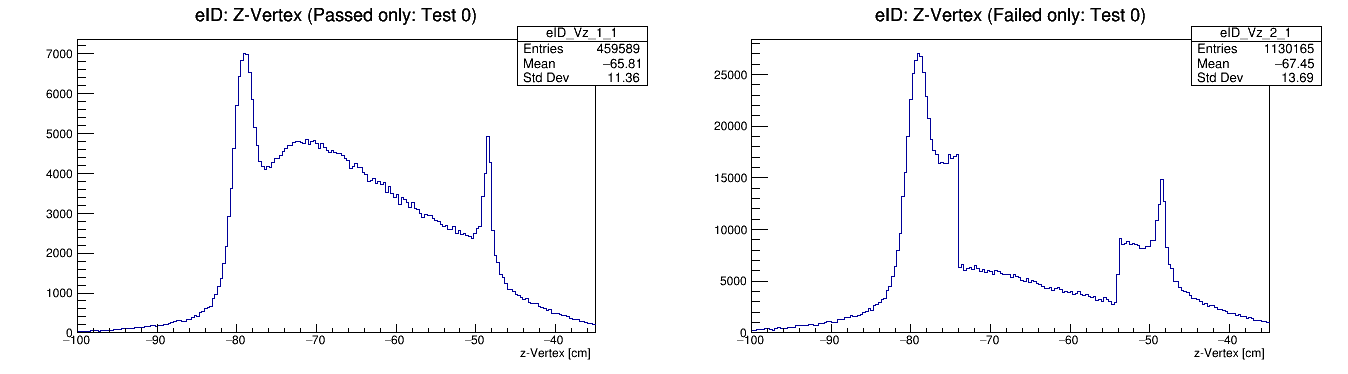 eID: Z-Vertex (Passed only: Test 0)
eID_Vz_1_1
Entries 459589
Mean −65.81
Std Dev 11.36
7000
6000
5000
4000
3000
2000
1000
0
−100 −90 −80 −70 −60 −50 −40
z-Vertex [cm]
eID: Z-Vertex (Failed only: Test 0)
eID_Vz_2_1
Entries 1130165
Mean −67.45
Std Dev 13.69
25000
20000
15000
10000
5000
0
−100 −90 −80 −70 −60 −50 −40
z-Vertex [cm]